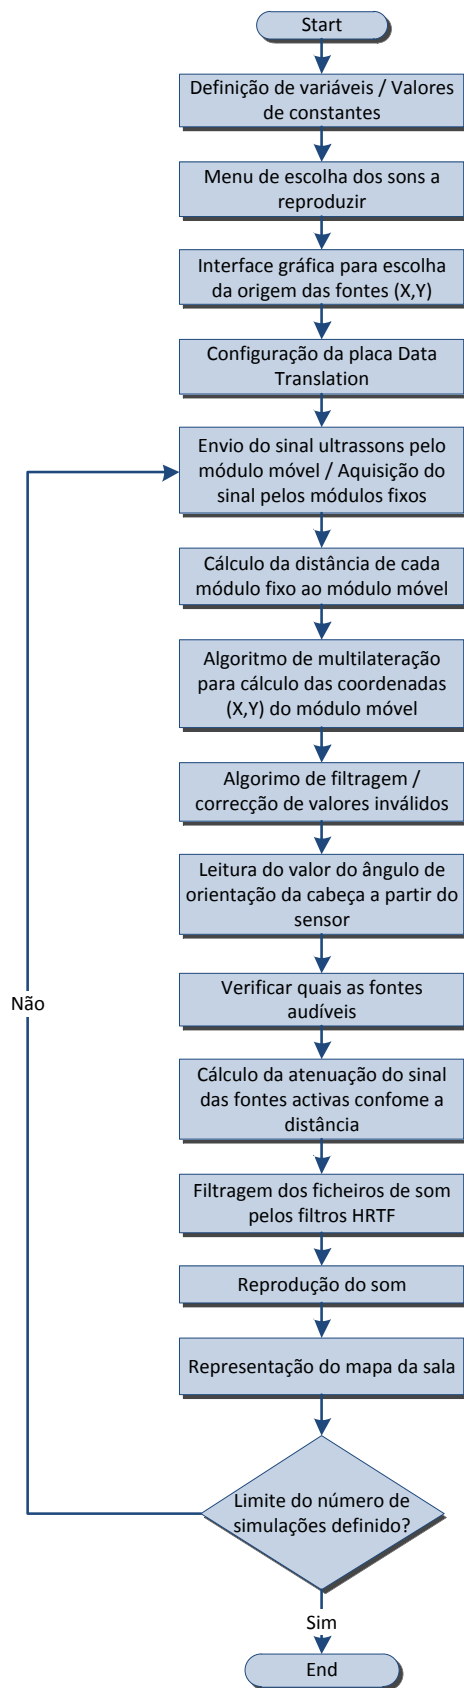 Start
Definição de variáveis / Valores
de constantes
Menu de escolha dos sons a
reproduzir
Interface gráfica para escolha
da origem das fontes (X,Y)
Configuração da placa Data
Translation
Envio do sinal ultrassons pelo
módulo móvel / Aquisição do
sinal pelos módulos fixos
Cálculo da distância de cada
módulo fixo ao módulo móvel
Algoritmo de multilateração
para cálculo das coordenadas
(X,Y) do módulo móvel
Algorimo de filtragem /
correcção de valores inválidos
Leitura do valor do ângulo de
orientação da cabeça a partir do
sensor
Verificar quais as fontes
audíveis
Cálculo da atenuação do sinal
das fontes activas confome a
distância
Filtragem dos ficheiros de som
pelos filtros HRTF
Reprodução do som
Representação do mapa da sala
Limite do número de
simulações definido?
Não
Sim
End